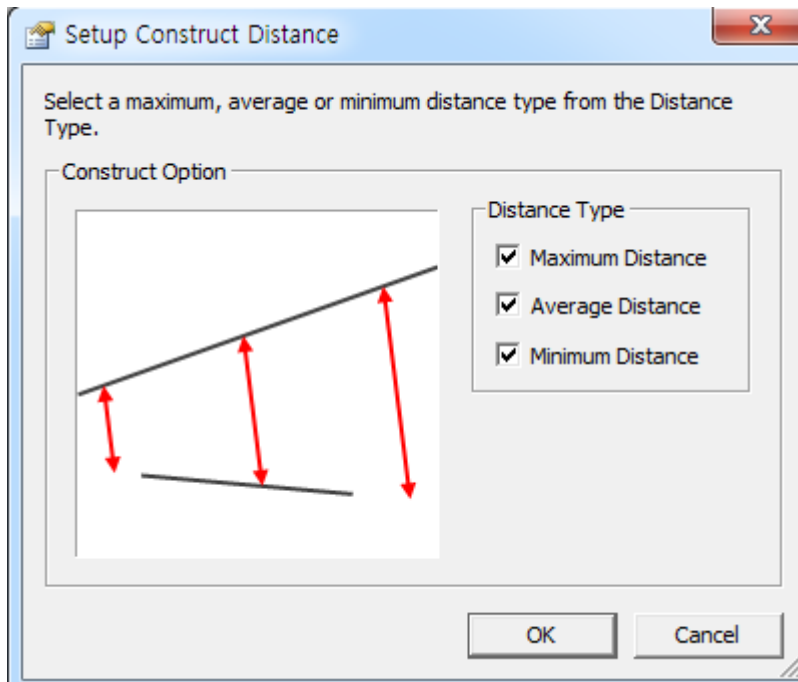 Setup Construct Distance
Select a maximum, average or minimum distance type from the Distance
Type.
Construct Option
Distance Type
Maximum Distance
Average Distance
Minimum Distance
OK
Cancel